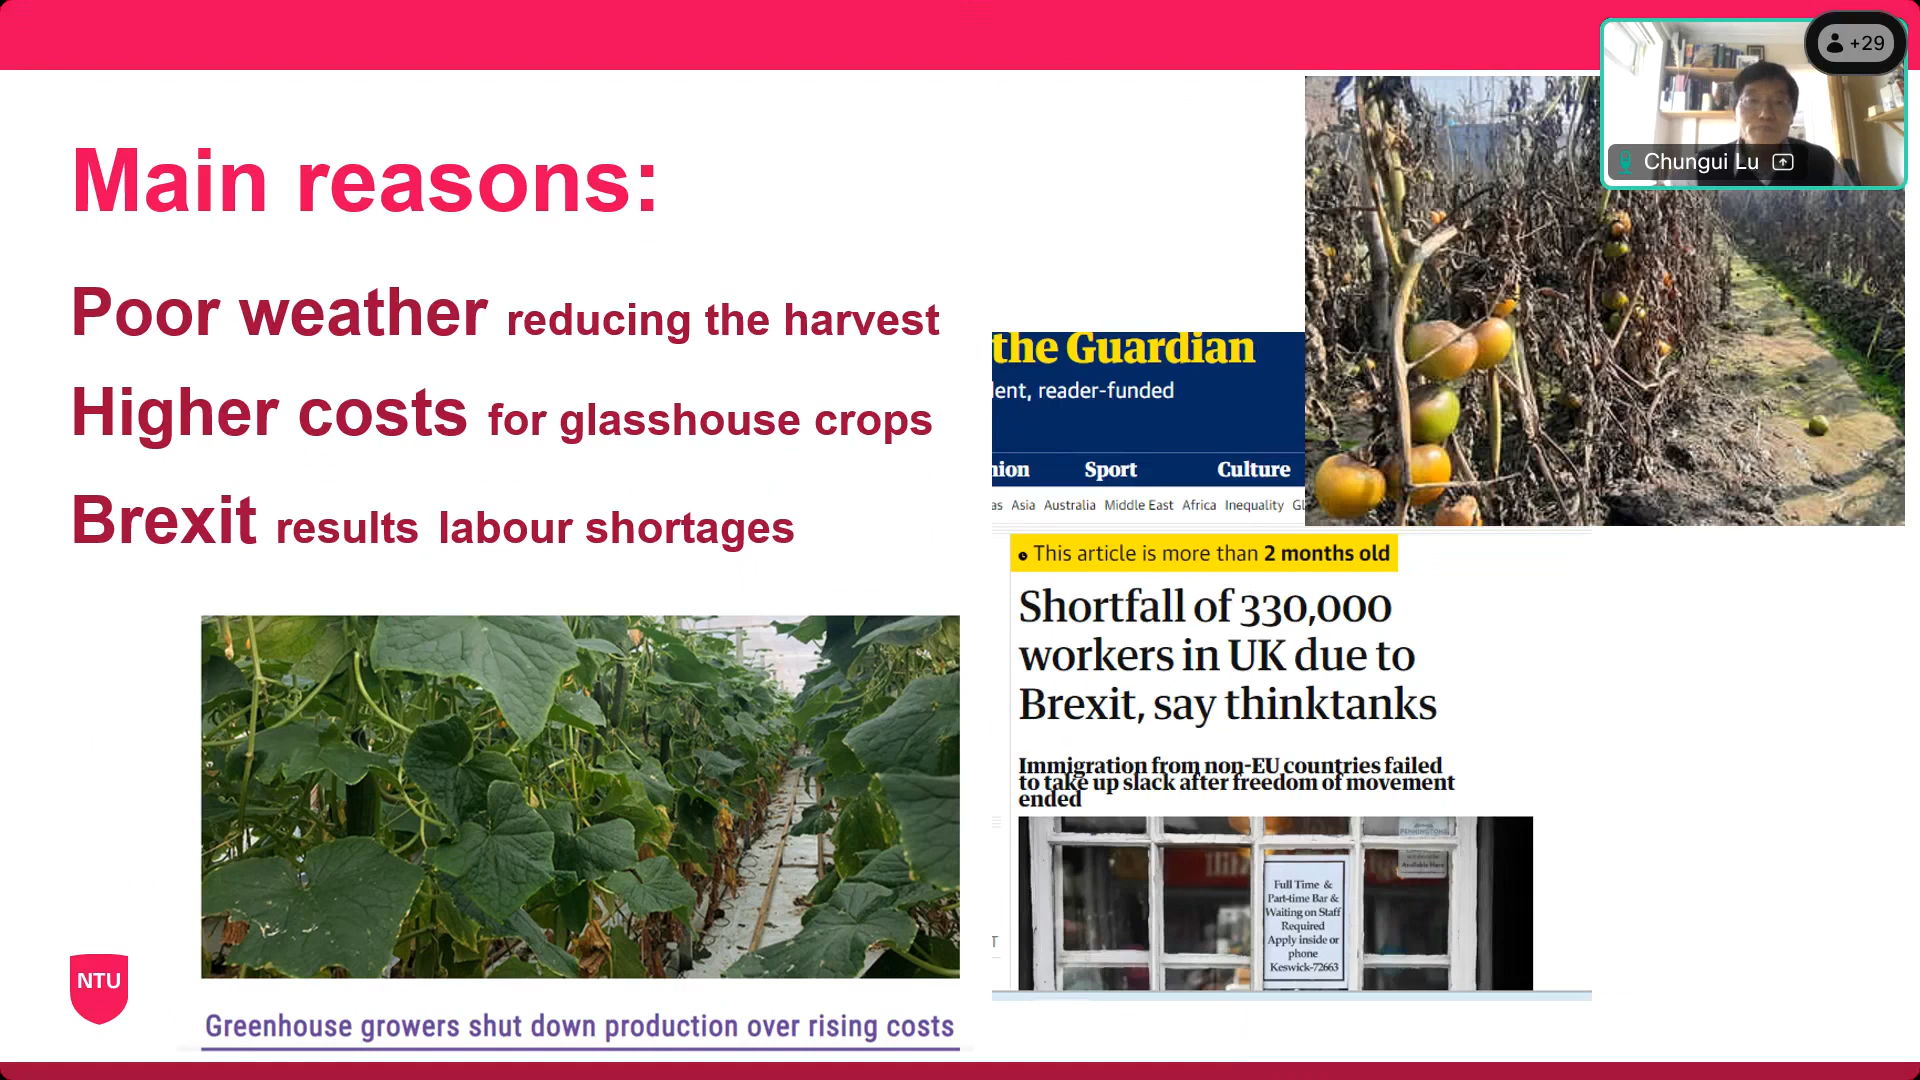 +29
Chungui Lu
Main reasons:
Poor weather reducing the harvest
Higher costs for glasshouse crops
Brexit results labour shortages
the Guardian
ent, reader-funded
nion Sport Culture
as Asia Australia Middle East Africa Inequality Gl
This article is more than 2 months old
Shortfall of 330,000
workers in UK due to
Brexit, say thinktanks
Immigration from non-EU countries failed
to take up slack after freedom of movement
ended
PENNINGTONS
Available Here
Full Time &
Part-time Bar &
Waiting on Staff
Required
Apply inside or
phone
Keswick-72663
T
NTU
Greenhouse growers shut down production over rising costs